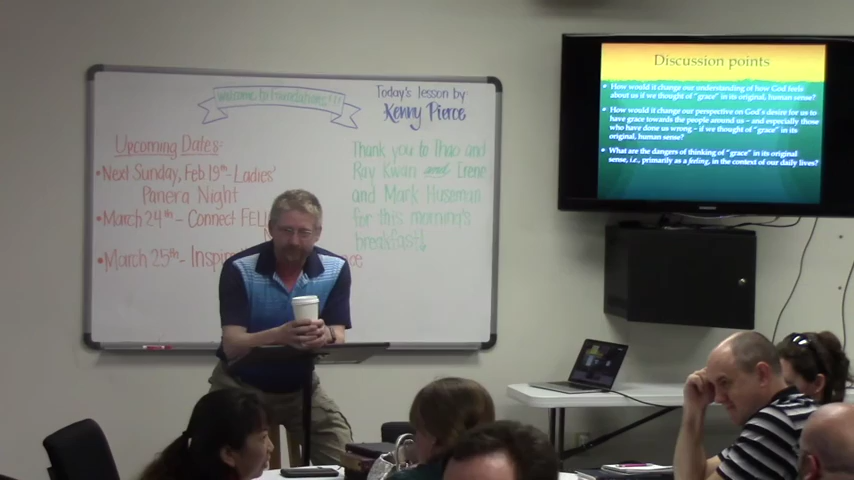 welcome to foundations!!!
Today's lesson by:
Kenny Pierce
Upcoming Dates:
• Next Sunday, Feb 19th - Ladies'
Panera Night
• March 24th - Connect FELL
• March 25th - Inspir
ce
Thank you to Thao and
Ray Kwan and Irene
and Mark Huseman
for this morning's
breakfast!
Discussion points
• How would it change our understanding of how God feels
about us if we thought of "grace" in its original, human sense?
• How would it change our perspective on God's desire for us to
have grace towards the people around us – and especially those
who have done us wrong – if we thought of "grace" in its
original, human sense?
• What are the dangers of thinking of "grace" in its original
sense, i.e., primarily as a feeling, in the context of our daily lives?